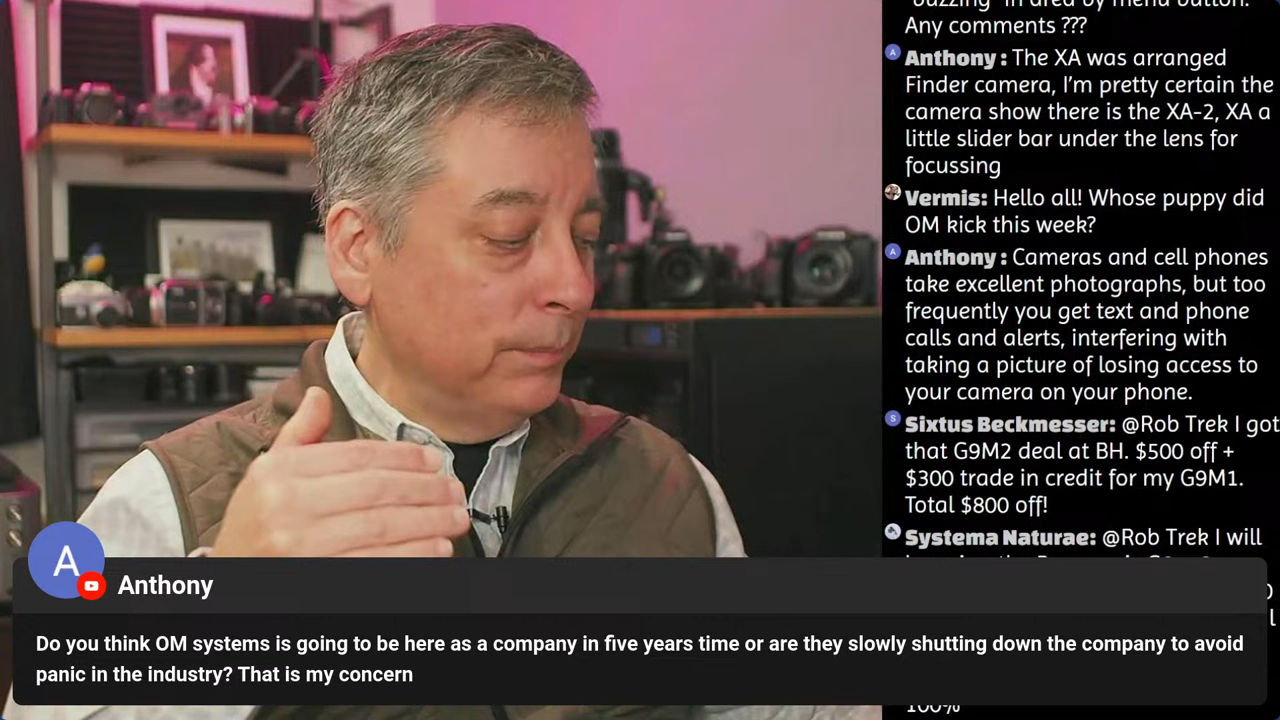 "buzzing" in area by menu button.
Any comments ???
Anthony : The XA was arranged
Finder camera, I'm pretty certain the
camera show there is the XA-2, XA a
little slider bar under the lens for
focussing
Vermis: Hello all! Whose puppy did
OM kick this week?
Anthony : Cameras and cell phones
take excellent photographs, but too
frequently you get text and phone
calls and alerts, interfering with
taking a picture of losing access to
your camera on your phone.
Sixtus Beckmesser: @Rob Trek I got
that G9M2 deal at BH. $500 off +
$300 trade in credit for my G9M1.
Total $800 off!
Systema Naturae: @Rob Trek I will
100%
A
Anthony
Do you think OM systems is going to be here as a company in five years time or are they slowly shutting down the company to avoid
panic in the industry? That is my concern